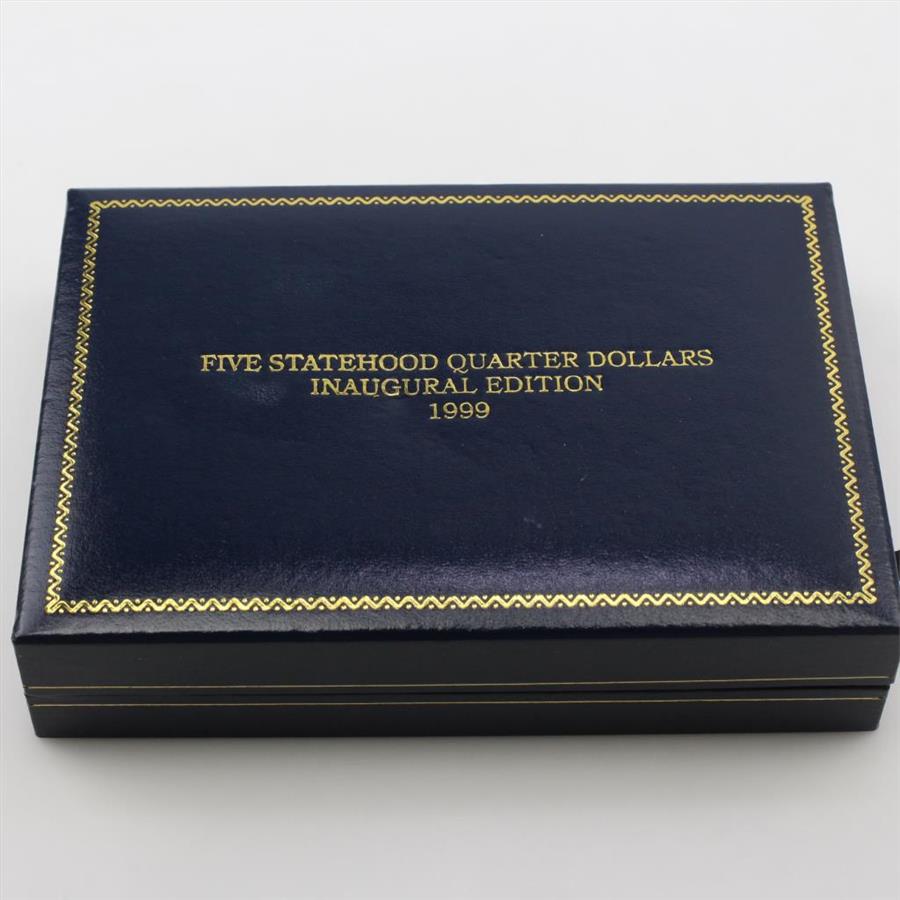 FIVE STATEHOOD QUARTER DOLLARS
INAUGURAL EDITION
1999